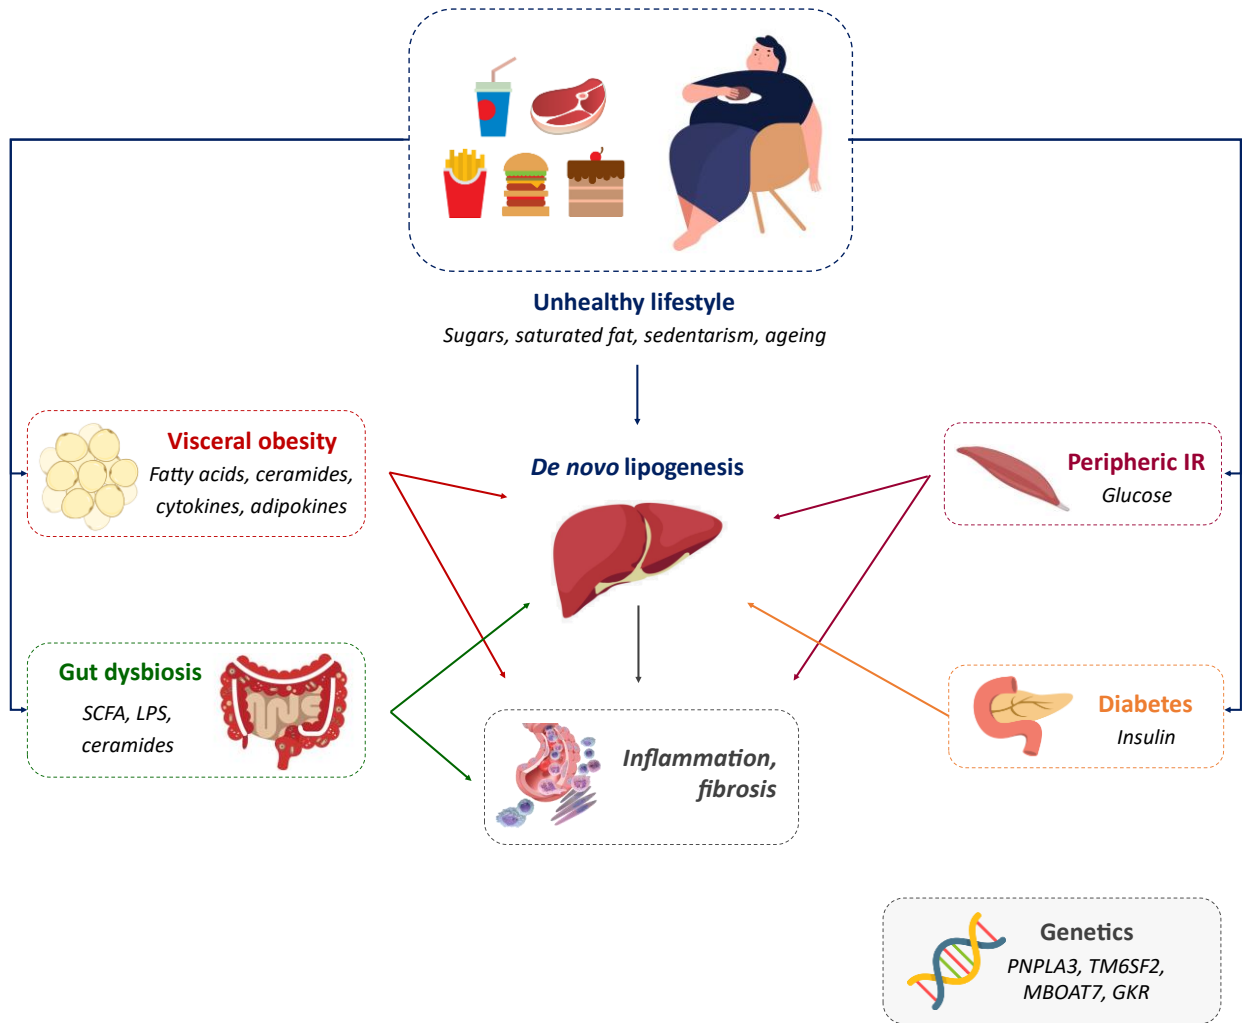 Unhealthy lifestyle
Sugars, saturated fat, sedentarism, ageing
Visceral obesity
Fatty acids, ceramides,
cytokines, adipokines
De novo lipogenesis
Peripheric IR
Glucose
Gut dysbiosis
SCFA, LPS,
ceramides
Inflammation,
fibrosis
Diabetes
Insulin
Genetics
PNPLA3, TM6SF2,
MBOAT7, GKR